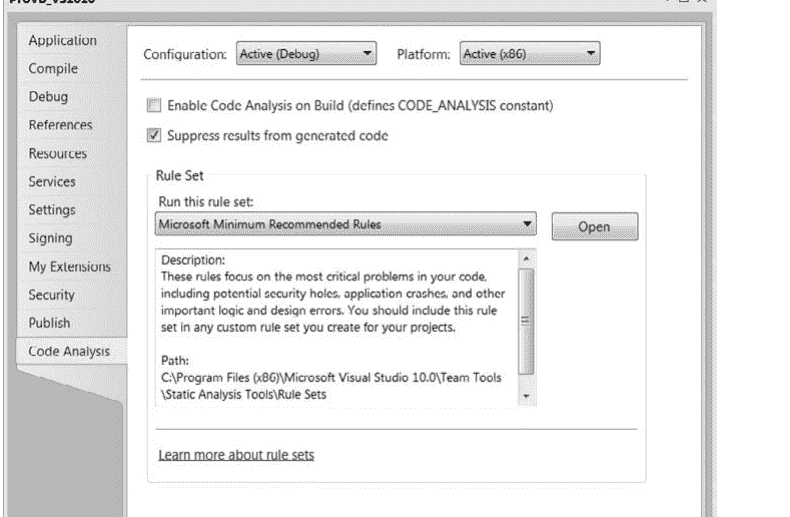 Application
Compile
Debug
References
Resources
Services
Settings
Signing
My Extensions
Security
Publish
Code Analysis
Configuration: Active (Debug) Platform: Active (x86)
Enable Code Analysis on Build (defines CODE_ANALYSIS constant)
Suppress results from generated code
Rule Set
Run this rule set:
Microsoft Minimum Recommended Rules Open
Description:
These rules focus on the most critical problems in your code,
including potential security holes, application crashes, and other
important logic and design errors. You should include this rule
set in any custom rule set you create for your projects.
Path:
C:\Program Files (x86)\Microsoft Visual Studio 10.0\Team Tools
\Static Analysis Tools\Rule Sets
Learn more about rule sets